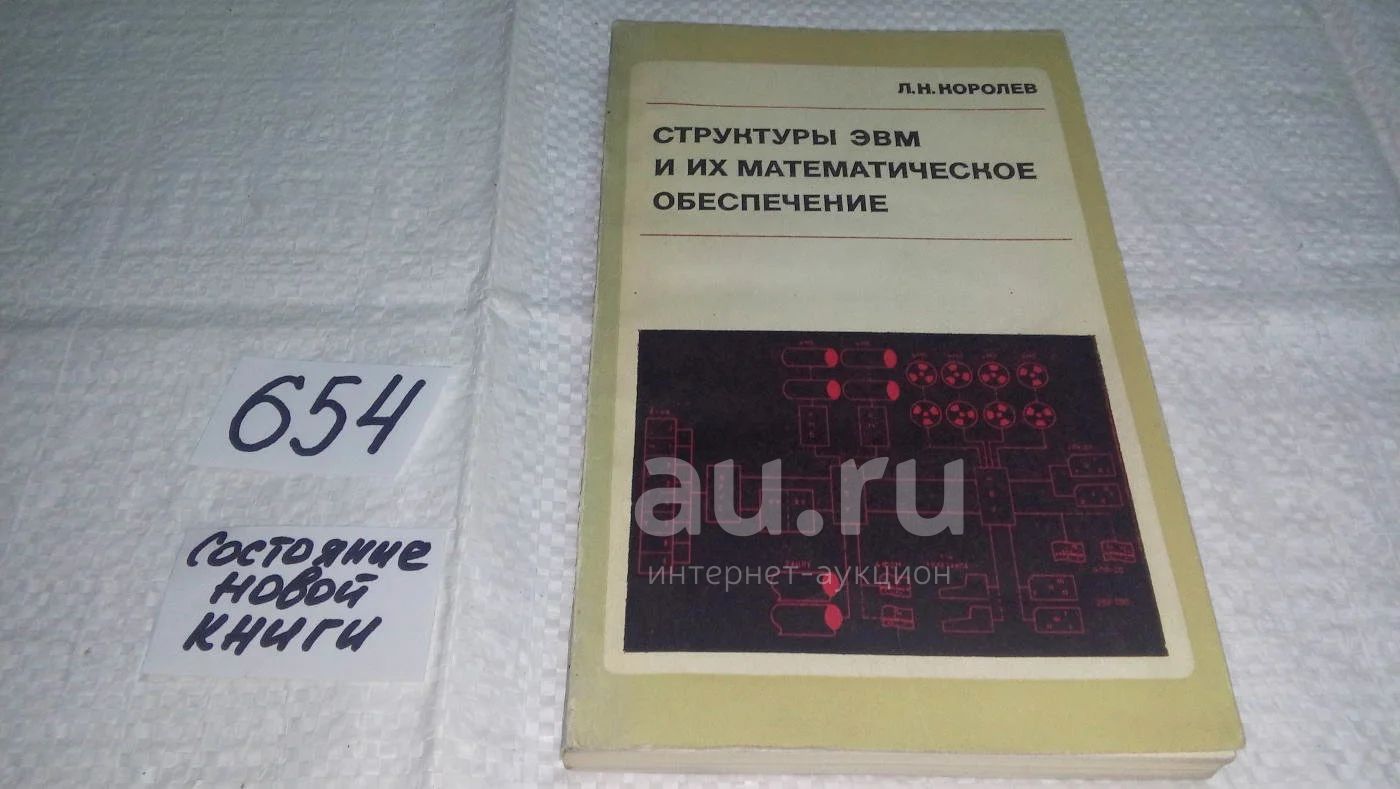 Л.Н.КОРОЛЕВ
СТРУКТУРЫ ЭВМ
И ИХ МАТЕМАТИЧЕСКОЕ
ОБЕСПЕЧЕНИЕ
654
состояние
новой
книги
au.ru
интернет-аукцион